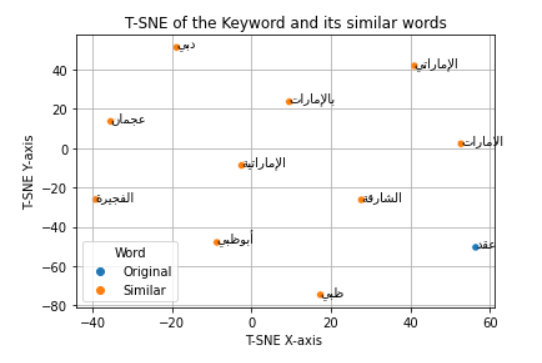 T-SNE of the Keyword and its similar words
دبي
الإماراتي
بالإمارات
عجمان
الامارات
الإماراتية
الفجيرة
الشارقة
أبوظبي
عقد
ظبي
Word
Original
Similar
T-SNE Y-axis
40
20
0
−20
−40
−60
−80
−40
−20
0
20
40
60
T-SNE X-axis